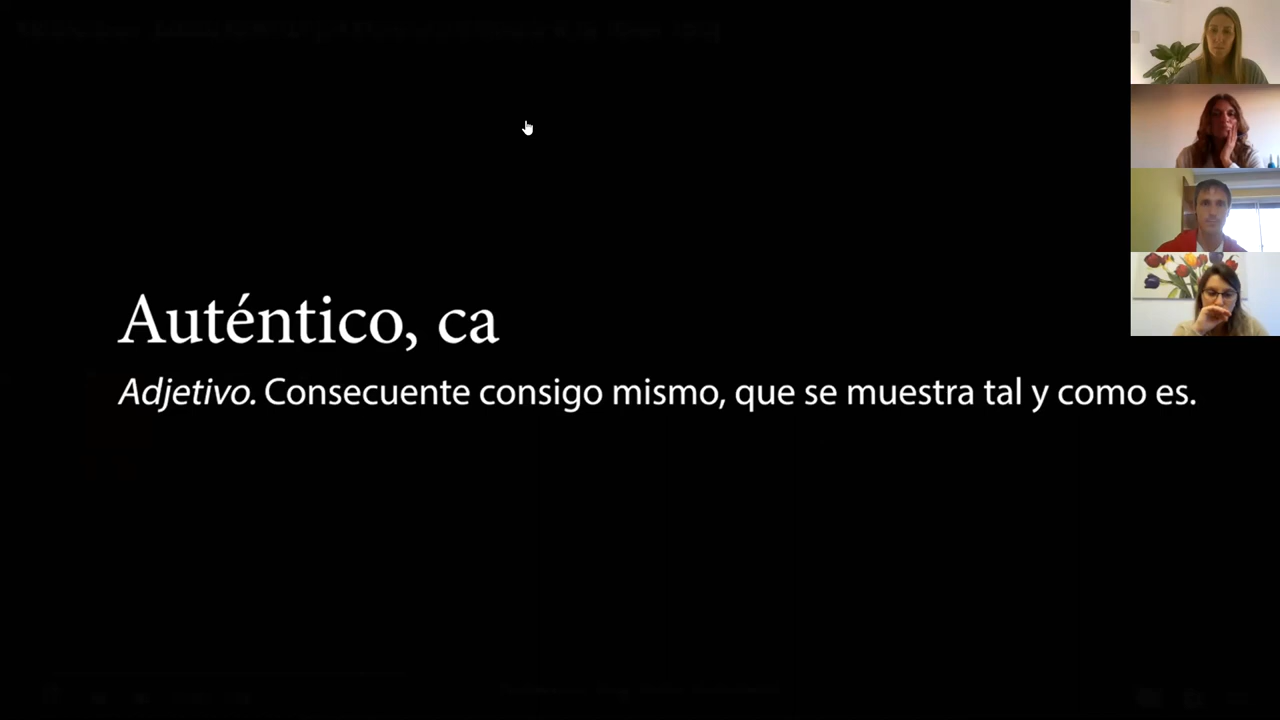 Auténtico, ca
Adjetivo. Consecuente consigo mismo, que se muestra tal y como es.